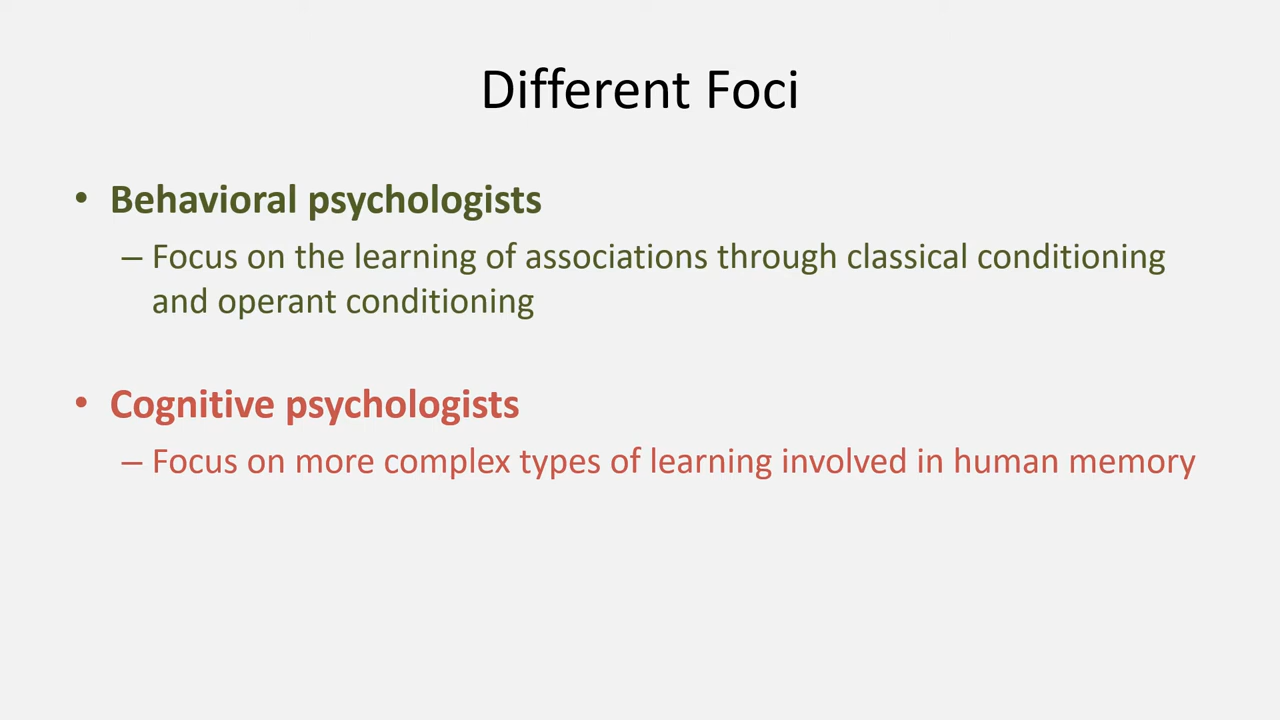 Different Foci
• Behavioral psychologists
– Focus on the learning of associations through classical conditioning
and operant conditioning
• Cognitive psychologists
– Focus on more complex types of learning involved in human memory